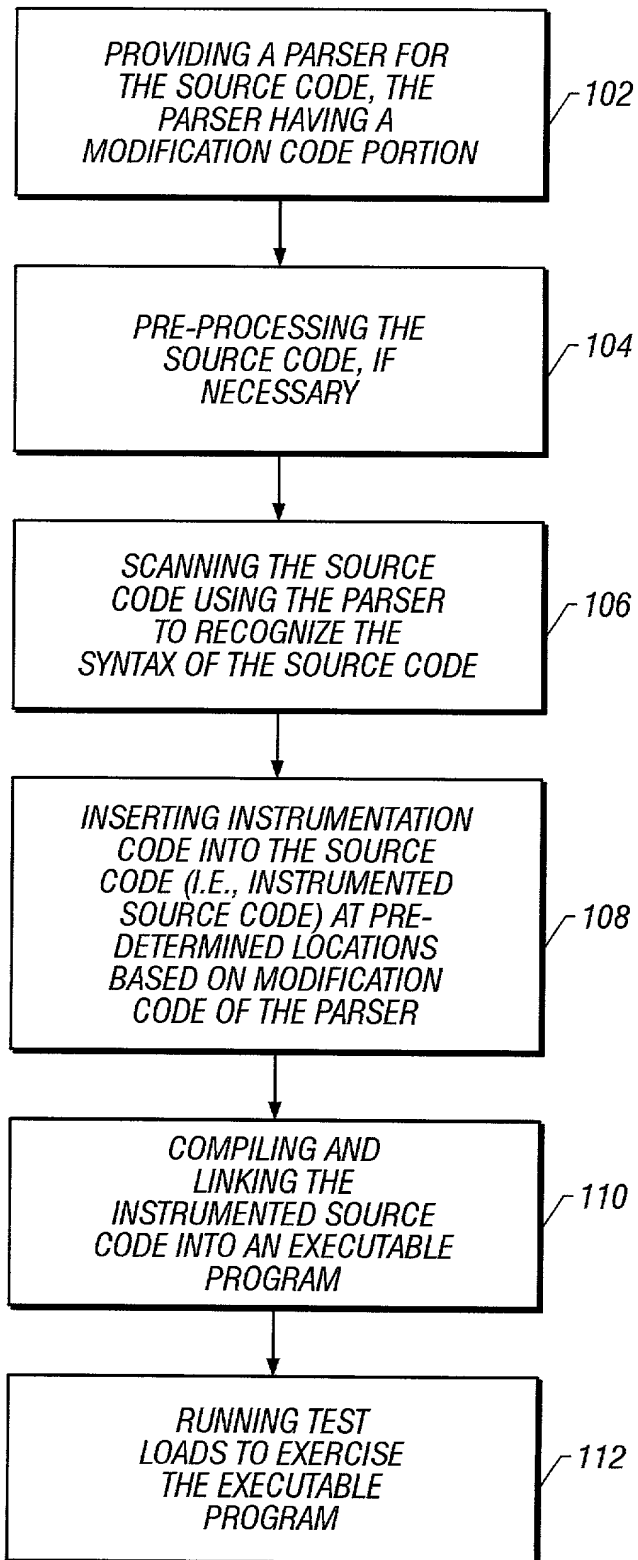 PROVIDING A PARSER FOR
THE SOURCE CODE, THE
PARSER HAVING A
MODIFICATION CODE PORTION
102
PRE-PROCESSING THE
SOURCE CODE, IF
NECESSARY
104
SCANNING THE SOURCE
CODE USING THE PARSER
TO RECOGNIZE THE
SYNTAX OF THE SOURCE CODE
106
INSERTING INSTRUMENTATION
CODE INTO THE SOURCE
CODE (I.E., INSTRUMENTED
SOURCE CODE) AT PRE-
DETERMINED LOCATIONS
BASED ON MODIFICATION
CODE OF THE PARSER
108
COMPILING AND
LINKING THE
INSTRUMENTED SOURCE
CODE INTO AN EXECUTABLE
PROGRAM
110
RUNNING TEST
LOADS TO EXERCISE
THE EXECUTABLE
PROGRAM
112